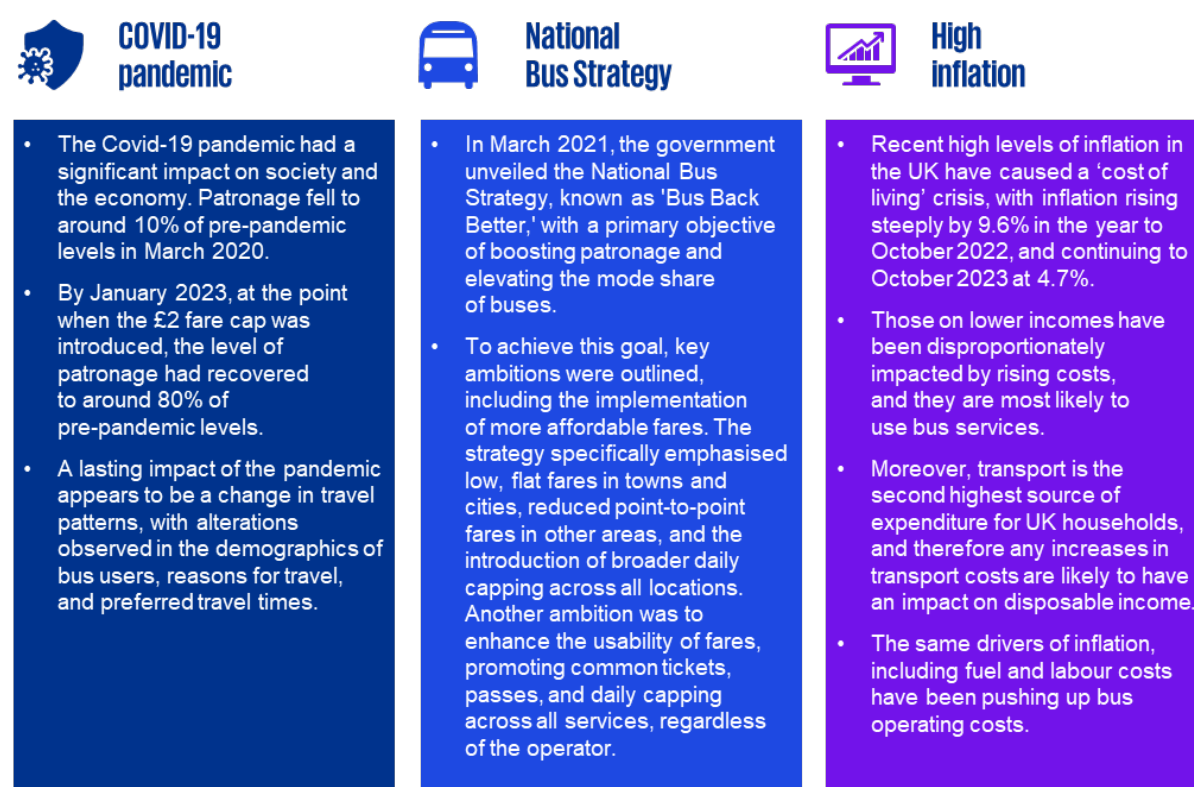 COVID-19
pandemic
• The Covid-19 pandemic had a
significant impact on society and
the economy. Patronage fell to
around 10% of pre-pandemic
levels in March 2020.
• By January 2023, at the point
when the £2 fare cap was
introduced, the level of
patronage had recovered
to around 80% of
pre-pandemic levels.
• A lasting impact of the pandemic
appears to be a change in travel
patterns, with alterations
observed in the demographics of
bus users, reasons for travel,
and preferred travel times.
National
Bus Strategy
• In March 2021, the government
unveiled the National Bus
Strategy, known as 'Bus Back
Better,' with a primary objective
of boosting patronage and
elevating the mode share
of buses.
• To achieve this goal, key
ambitions were outlined,
including the implementation
of more affordable fares. The
strategy specifically emphasised
low, flat fares in towns and
cities, reduced point-to-point
fares in other areas, and the
introduction of broader daily
capping across all locations.
Another ambition was to
enhance the usability of fares,
promoting common tickets,
passes, and daily capping
across all services, regardless
of the operator.
High
inflation
• Recent high levels of inflation in
the UK have caused a ‘cost of
living’ crisis, with inflation rising
steeply by 9.6% in the year to
October 2022, and continuing to
October 2023 at 4.7%.
• Those on lower incomes have
been disproportionately
impacted by rising costs,
and they are most likely to
use bus services.
• Moreover, transport is the
second highest source of
expenditure for UK households,
and therefore any increases in
transport costs are likely to have
an impact on disposable income.
• The same drivers of inflation,
including fuel and labour costs
have been pushing up bus
operating costs.